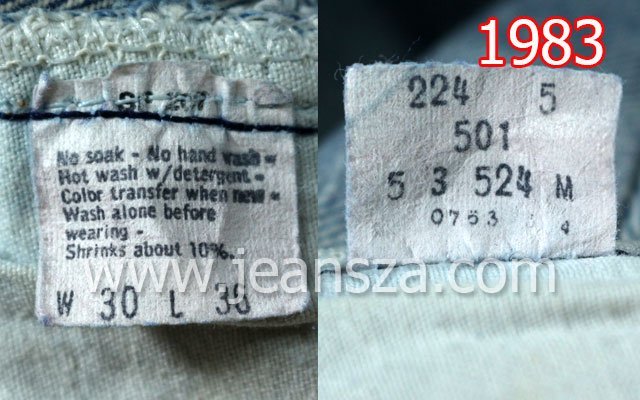 No soak - No hand wash -
Hot wash w/detergent -
Color transfer when new -
Wash alone before
wearing -
Shrinks about 10%.
W 30 L 38
1983
224 5
501
5 3 524 M
0753 4
www.jeansza.com